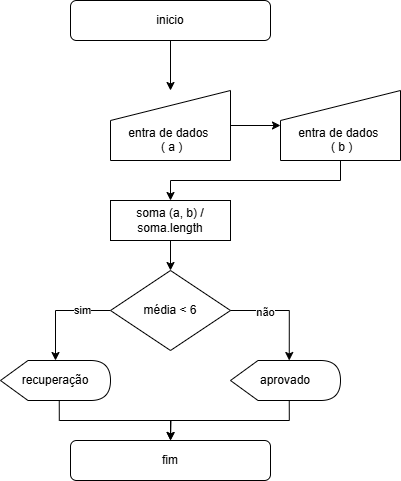 inicio
entra de dados
( a )
entra de dados
( b )
soma (a, b) /
soma.length
média < 6
sim
não
recuperação
aprovado
fim